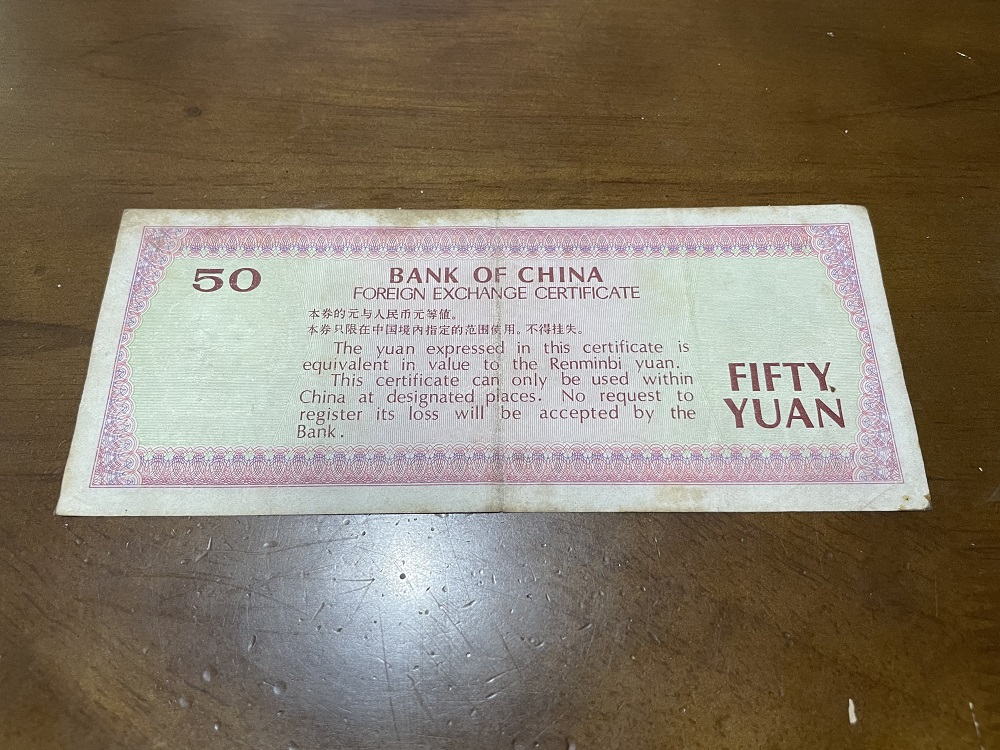 50
BANK OF CHINA
FOREIGN EXCHANGE CERTIFICATE
本券的元与人民币元等值。
本券只限在中国境内指定的范围使用。不得挂失。
The yuan expressed in this certificate is
equivalent in value to the Renminbi yuan.
This certificate can only be used within
China at designated places. No request to
register its loss will be accepted by the
Bank.
FIFTY
YUAN